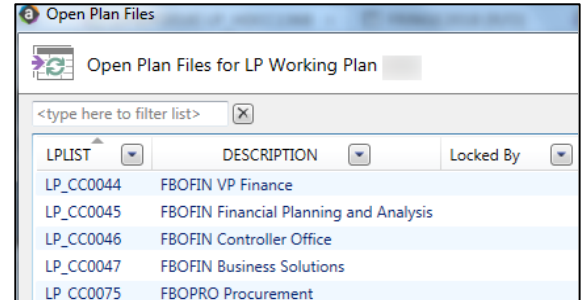 Open Plan Files
Open Plan Files for LP Working Plan
<type here to filter list>
LPLIST DESCRIPTION Locked By
LP_CC0044 FBOFIN VP Finance
LP_CC0045 FBOFIN Financial Planning and Analysis
LP_CC0046 FBOFIN Controller Office
LP_CC0047 FBOFIN Business Solutions
LP_CC0075 FBOPRO Procurement